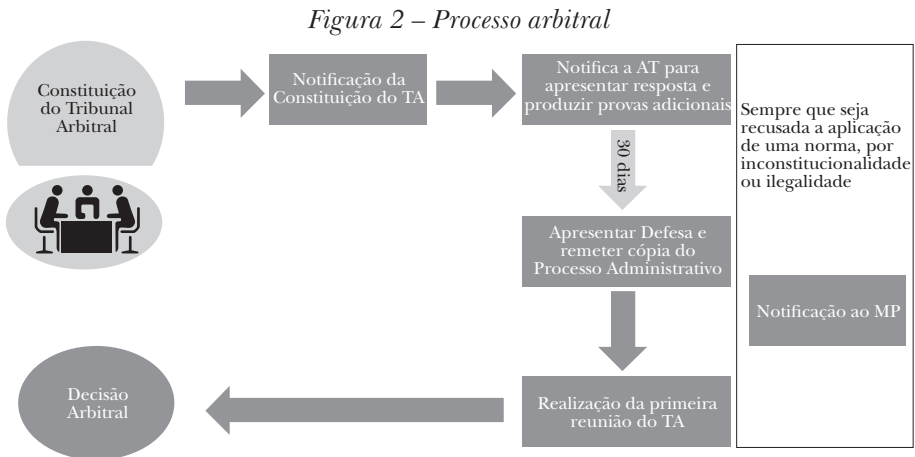 Figura 2 – Processo arbitral
Constituição
do Tribunal
Arbitral
Notificação da
Constituição do TA
Notifica a AT para
apresentar resposta e
produzir provas adicionais
30 dias
Apresentar Defesa e
remeter cópia do
Processo Administrativo
Realização da primeira
reunião do TA
Decisão
Arbitral
Sempre que seja
recusada a aplicação
de uma norma, por
inconstitucionalidade
ou ilegalidade
Notificação ao MP